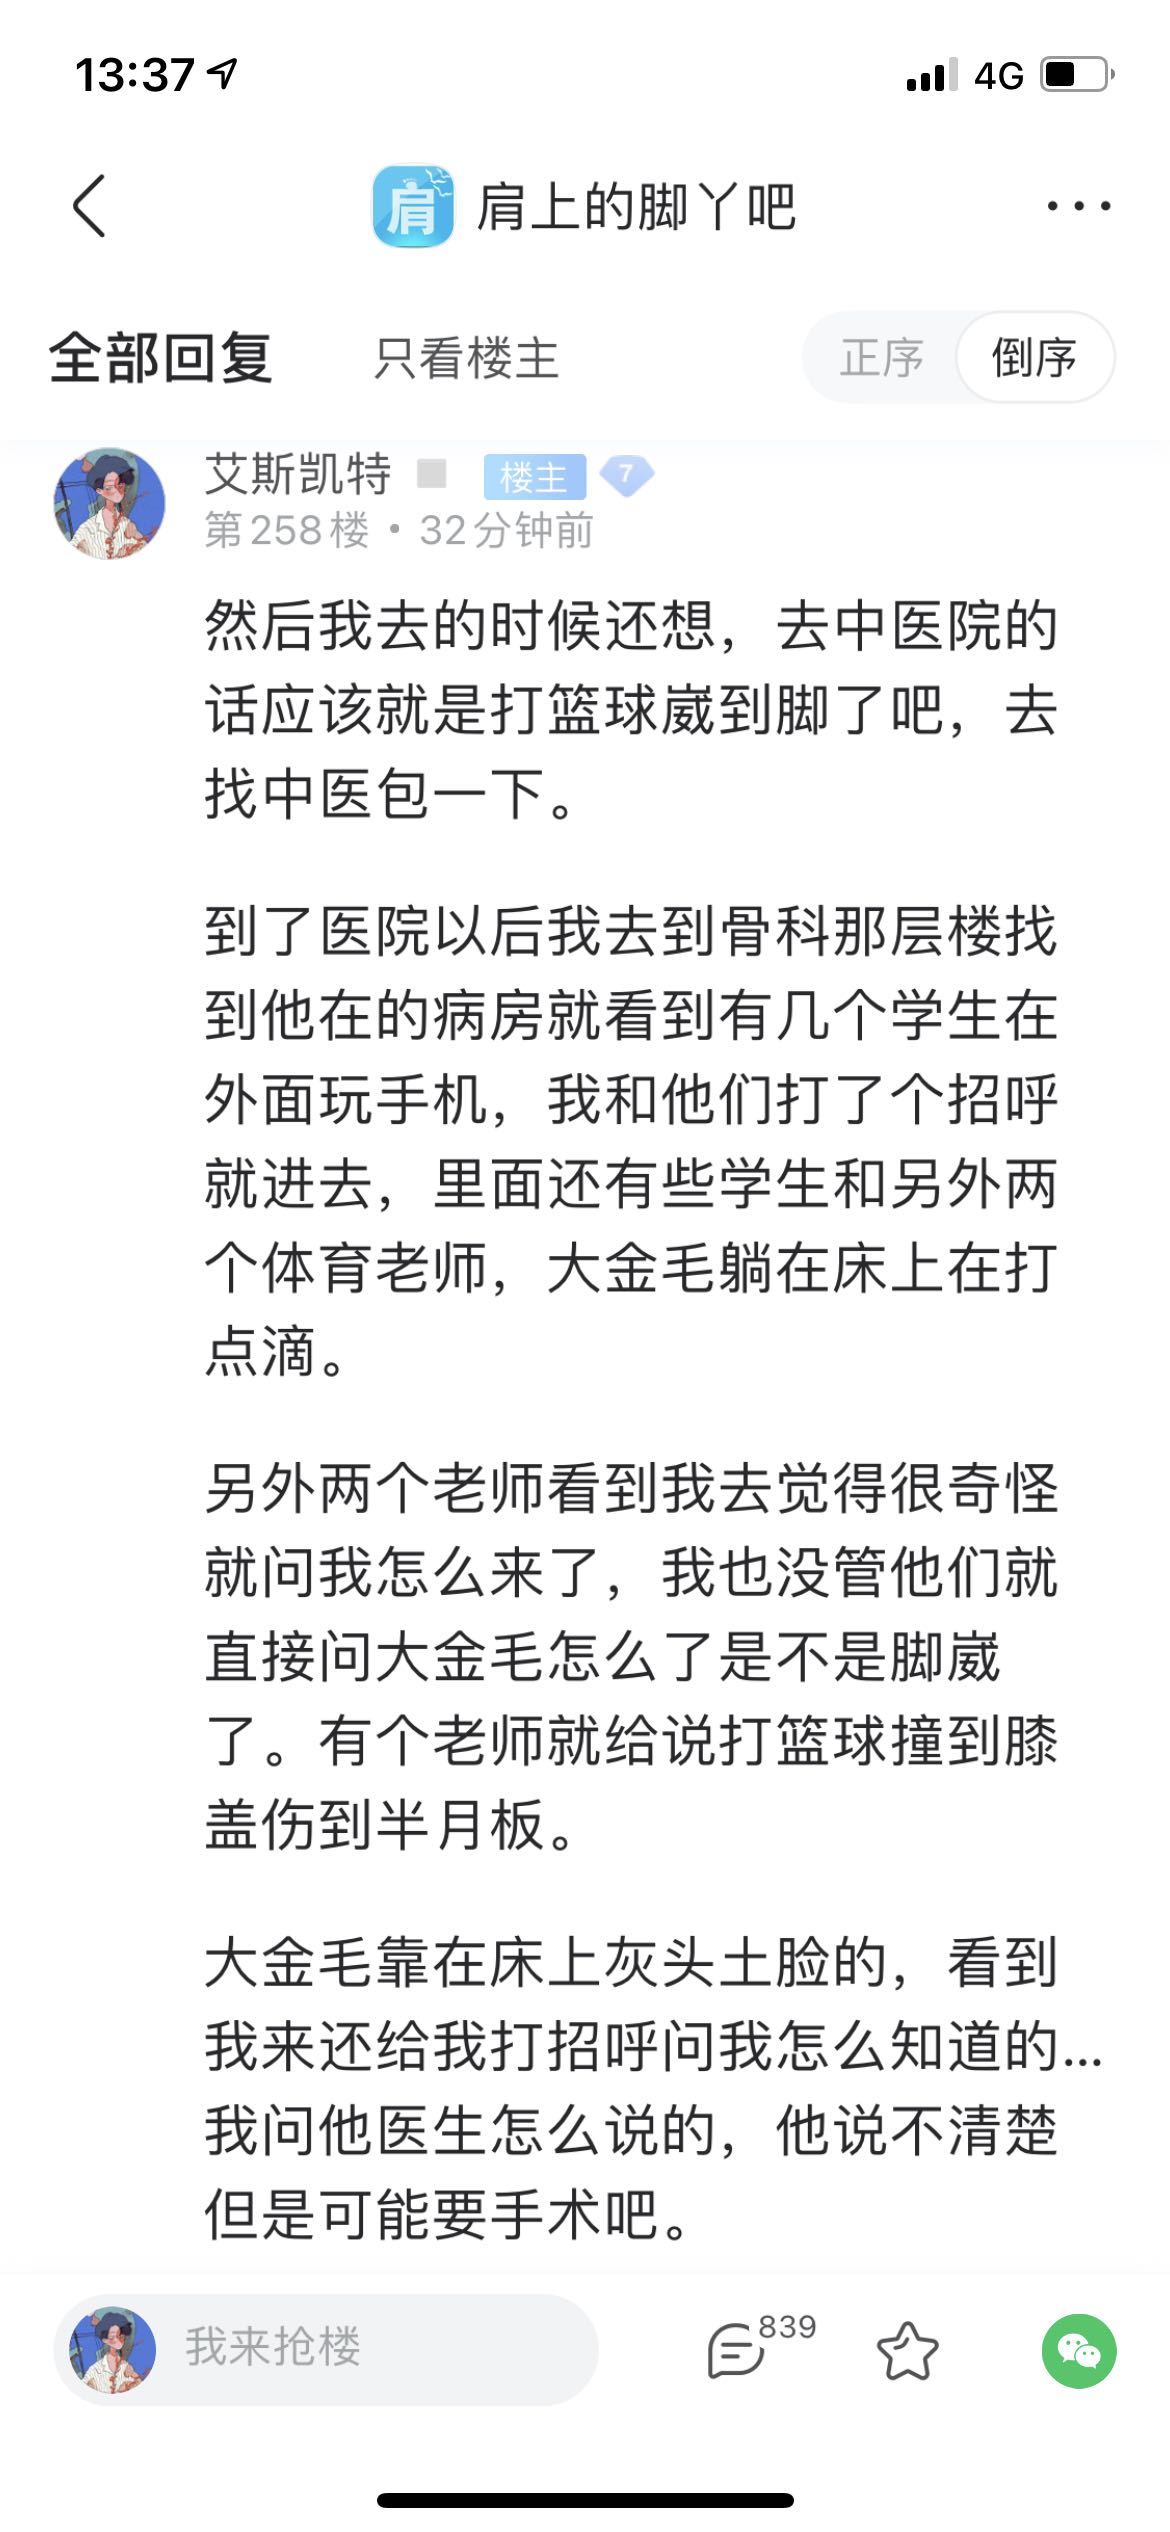 13:37
4G
肩
肩上的脚丫吧
全部回复 只看楼主 正序 倒序
艾斯凯特 楼主 7
第258楼・32分钟前
然后我去的时候还想，去中医院的
话应该就是打篮球崴到脚了吧，去
找中医包一下。
到了医院以后我去到骨科那层楼找
到他在的病房就看到有几个学生在
外面玩手机，我和他们打了个招呼
就进去，里面还有些学生和另外两
个体育老师，大金毛躺在床上在打
点滴。
另外两个老师看到我去觉得很奇怪
就问我怎么来了，我也没管他们就
直接问大金毛怎么了是不是脚崴
了。有个老师就给说打篮球撞到膝
盖伤到半月板。
大金毛靠在床上灰头土脸的，看到
我来还给我打招呼问我怎么知道的...
我问他医生怎么说的，他说不清楚
但是可能要手术吧。
我来抢楼 839